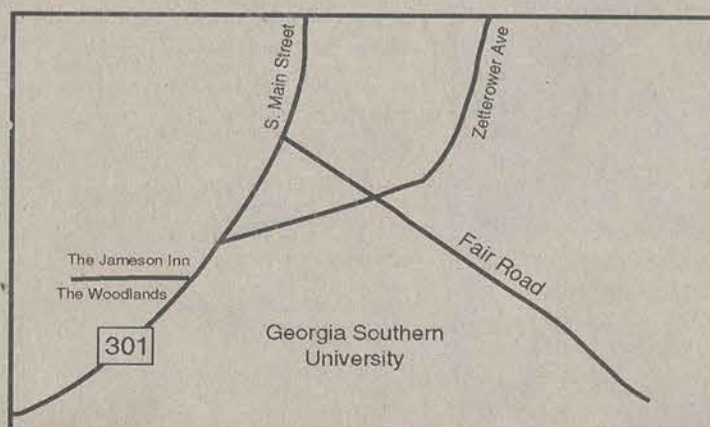 S. Main Street
Zetterower Ave
Fair Road
The Jameson Inn
The Woodlands
301
Georgia Southern
University